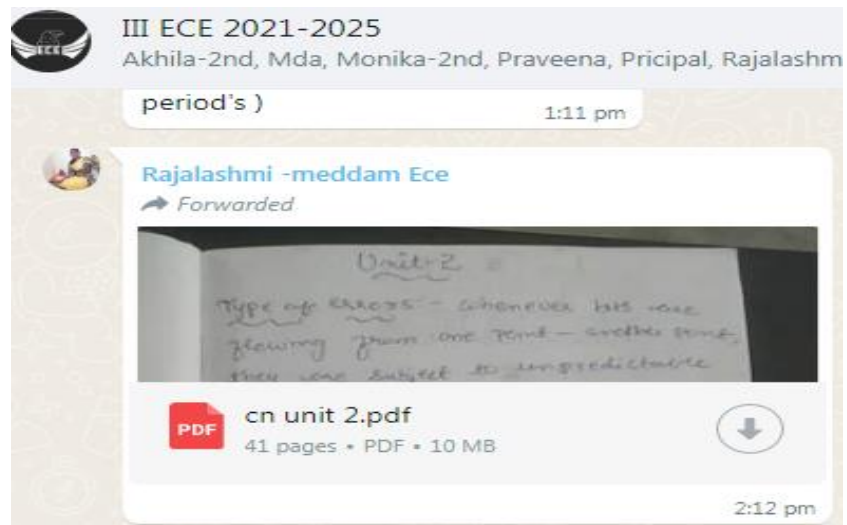 III ECE 2021-2025
ECE
Akhila-2nd, Mda, Monika-2nd, Praveena, Pricipal, Rajalashm
period's )
1:11 pm
Rajalashmi -meddam Ece
Forwarded
Unit-2
Type of errors :- whenever bits are
flowing from one point - another point,
they are subject to unpredictable
PDF
cn unit 2.pdf
41 pages • PDF • 10 MB
2:12 pm